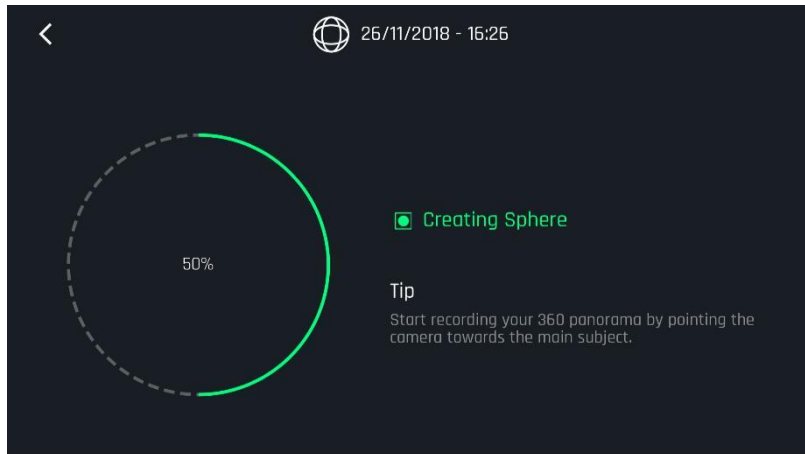 26/11/2018 - 16:26
50%
Creating Sphere
Tip
Start recording your 360 panorama by pointing the
camera towards the main subject.